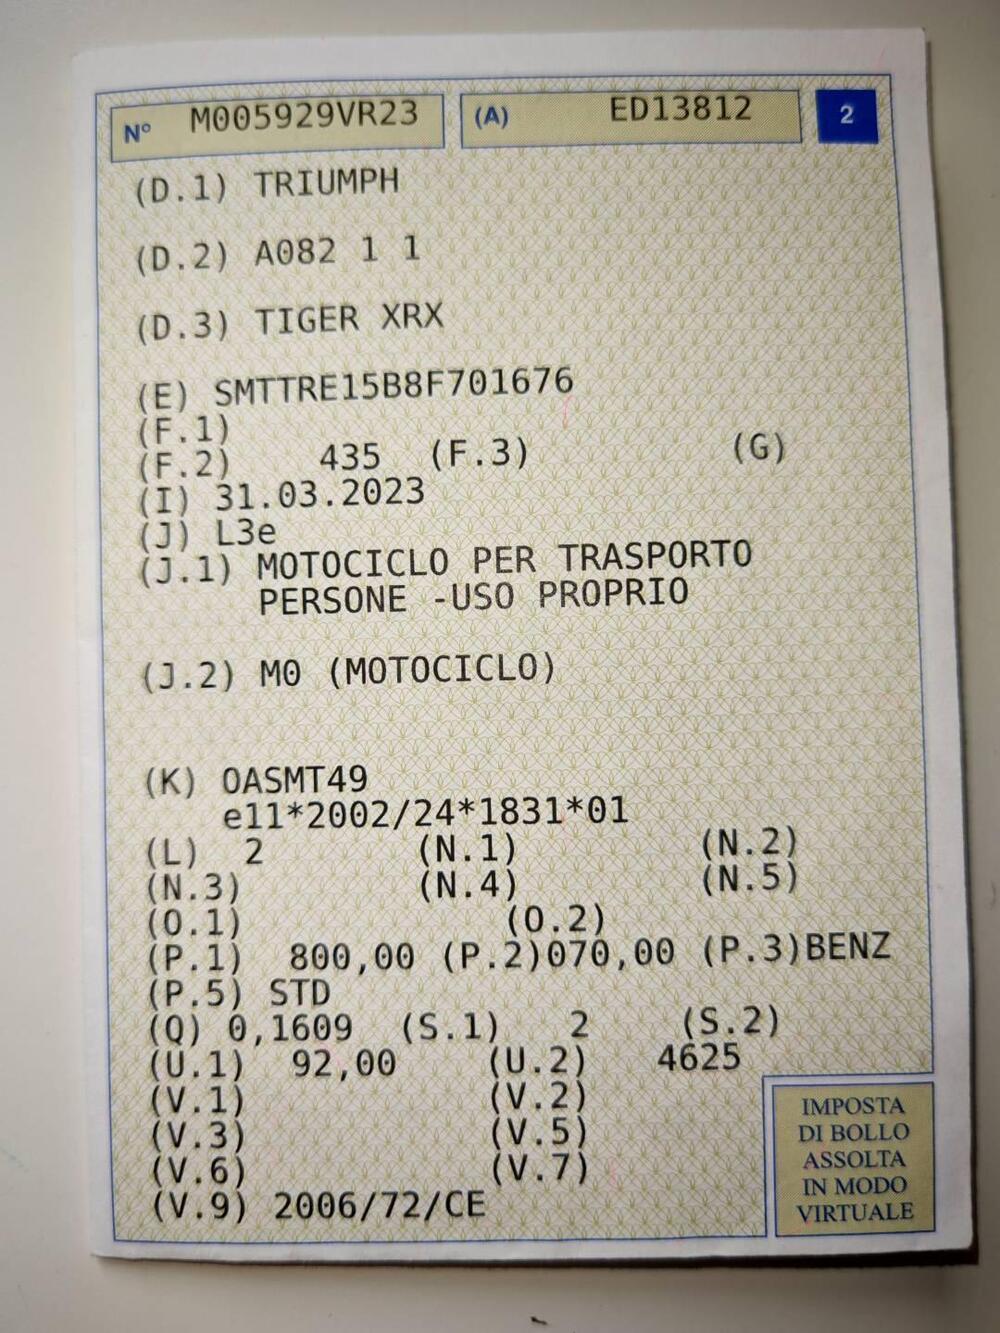 N° M005929VR23 (A) ED13812 2
(D.1) TRIUMPH
(D.2) A082 1 1
(D.3) TIGER XRX
(E) SMTTRE15B8F701676
(F.1)
(F.2) 435 (F.3) (G)
(I) 31.03.2023
(J) L3e
(J.1) MOTOCICLO PER TRASPORTO
PERSONE -USO PROPRIO
(J.2) M0 (MOTOCICLO)
(K) OASMT49
e11*2002/24*1831*01
(L) 2 (N.1) (N.2)
(N.3) (N.4) (N.5)
(O.1) (O.2)
(P.1) 800,00 (P.2)070,00 (P.3)BENZ
(P.5) STD
(Q) 0,1609 (S.1) 2 (S.2)
(U.1) 92,00 (U.2) 4625
(V.1) (V.2)
(V.3) (V.5)
(V.6) (V.7)
(V.9) 2006/72/CE
IMPOSTA
DI BOLLO
ASSOLTA
IN MODO
VIRTUALE